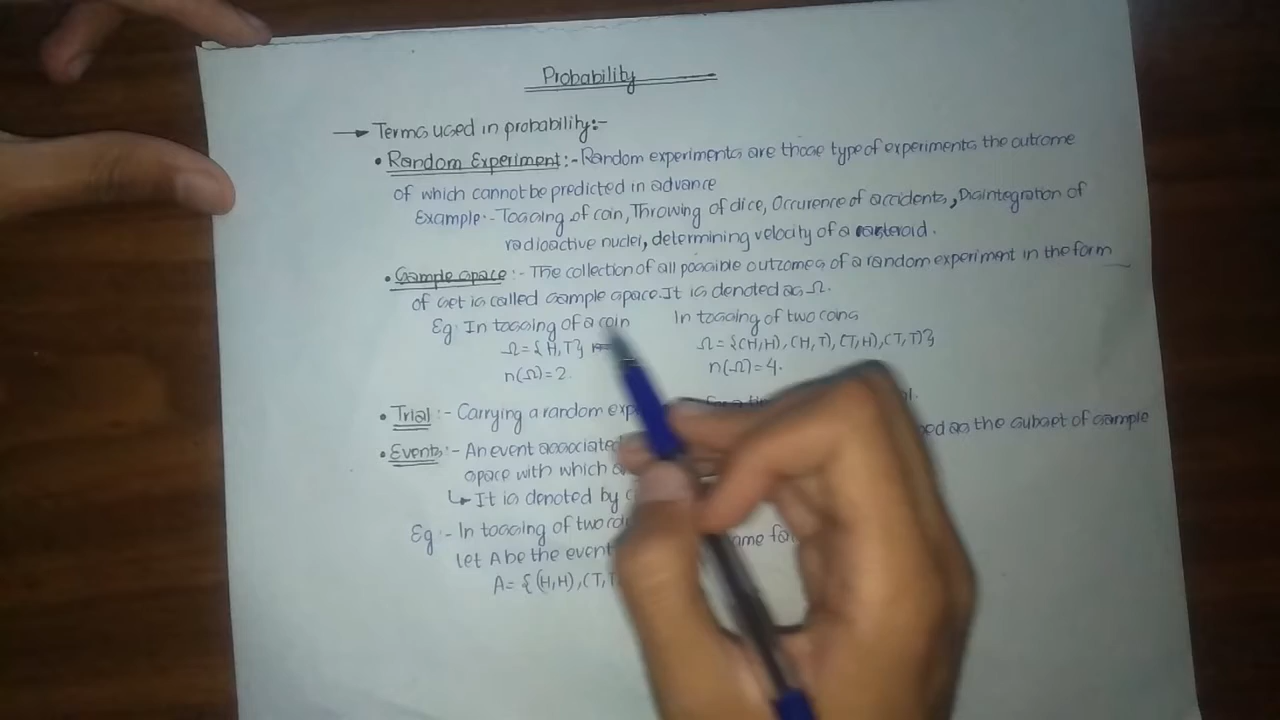 Probability
→ Terms used in probability:-
• Random Experiment:- Random experiments are those type of experiments the outcome
of which cannot be predicted in advance
Example:- Tossing of coin, Throwing of dice, Occurence of accidents, Disintegration of
radioactive nuclei, determining velocity of a asteroid.
• Sample space:- The collection of all possible outcomes of a random experiment in the form
of set is called sample space. It is denoted as Ω.
Eg: In tossing of a coin
Ω = {H,T}
n(Ω)=2.
In tossing of two coins
Ω = {(H,H), (H,T), (T,H), (T,T)}
n(Ω)=4.
• Trial:- Carrying a random
• Events:- An event associated as the subset of sample
space with which
↳ It is denoted by
Eg:- In tossing of two
let A be the event same
A= {(H,H), (T,